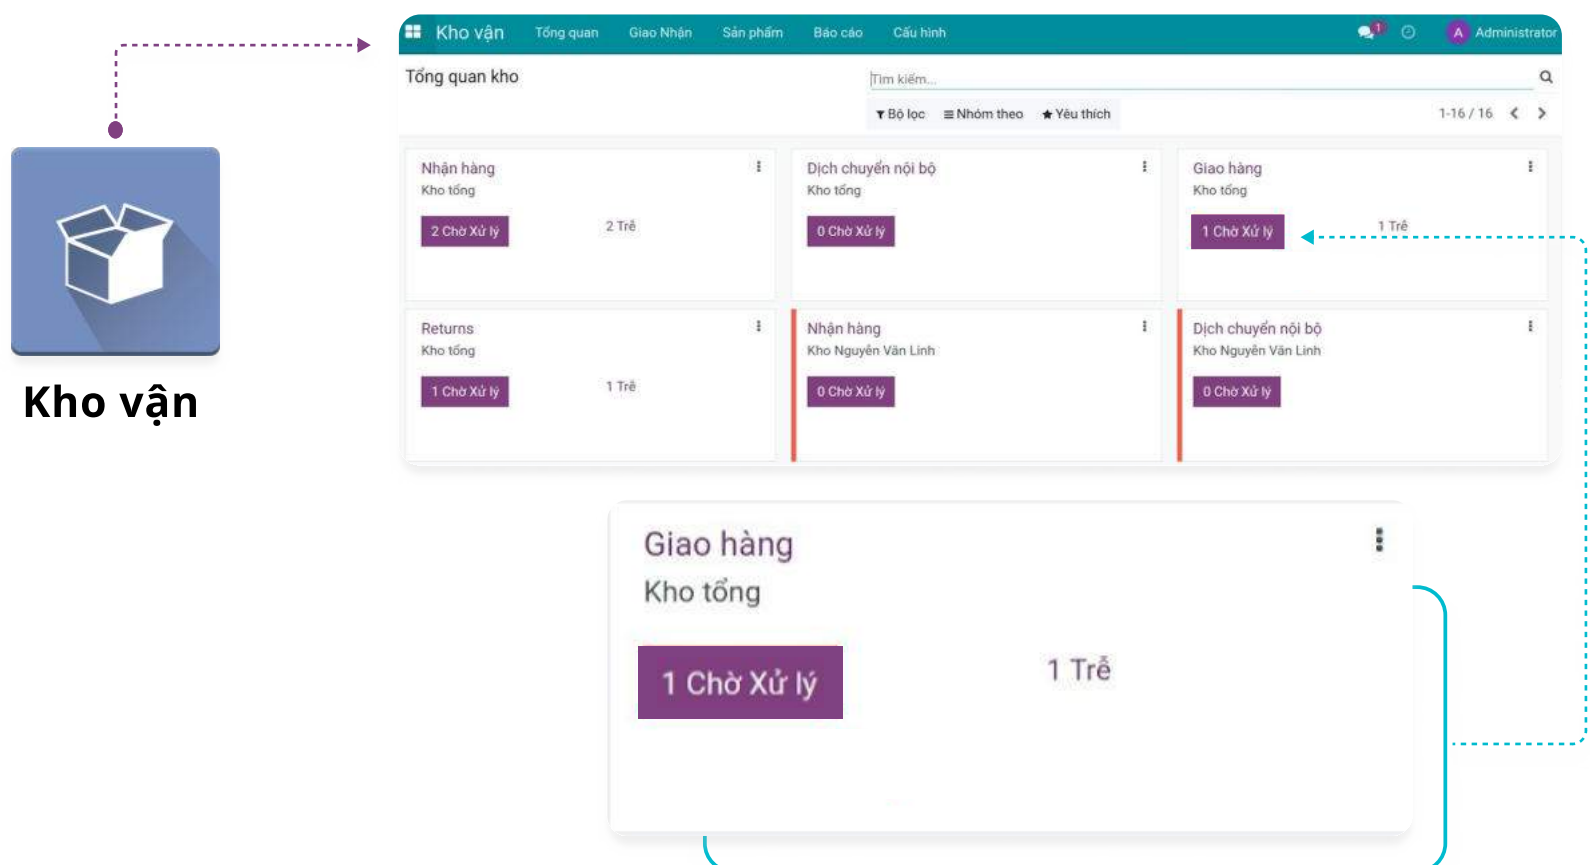 Kho vận Tổng quan Giao Nhận Sản phẩm Báo cáo Cấu hình 1 A Administrator
Tổng quan kho Tìm kiếm...
Bộ lọc Nhóm theo Yêu thích 1-16 / 16
Nhận hàng
Kho tổng
2 Chờ Xử lý 2 Trễ
Dịch chuyển nội bộ
Kho tổng
0 Chờ Xử lý
Giao hàng
Kho tổng
1 Chờ Xử lý 1 Trễ
Returns
Kho tổng
1 Chờ Xử lý 1 Trễ
Nhận hàng
Kho Nguyễn Văn Linh
0 Chờ Xử lý
Dịch chuyển nội bộ
Kho Nguyễn Văn Linh
0 Chờ Xử lý
Kho vận
Giao hàng
Kho tổng
1 Chờ Xử lý 1 Trễ